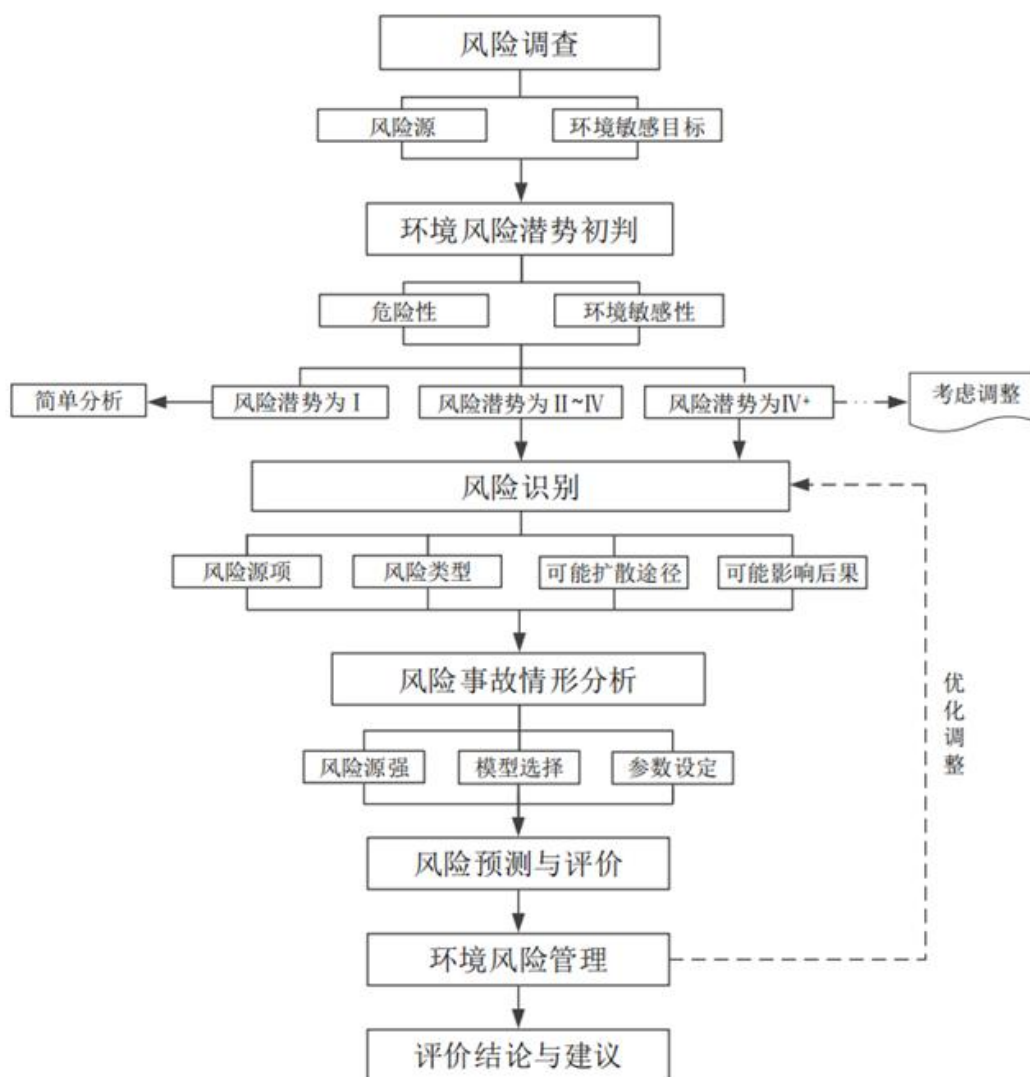 风险调查
风险源
环境敏感目标
环境风险潜势初判
危险性
环境敏感性
简单分析
风险潜势为Ⅰ
风险潜势为Ⅱ~Ⅳ
风险潜势为Ⅳ+
考虑调整
风险识别
风险源项
风险类型
可能扩散途径
可能影响后果
风险事故情形分析
优化调整
风险源强
模型选择
参数设定
风险预测与评价
环境风险管理
评价结论与建议